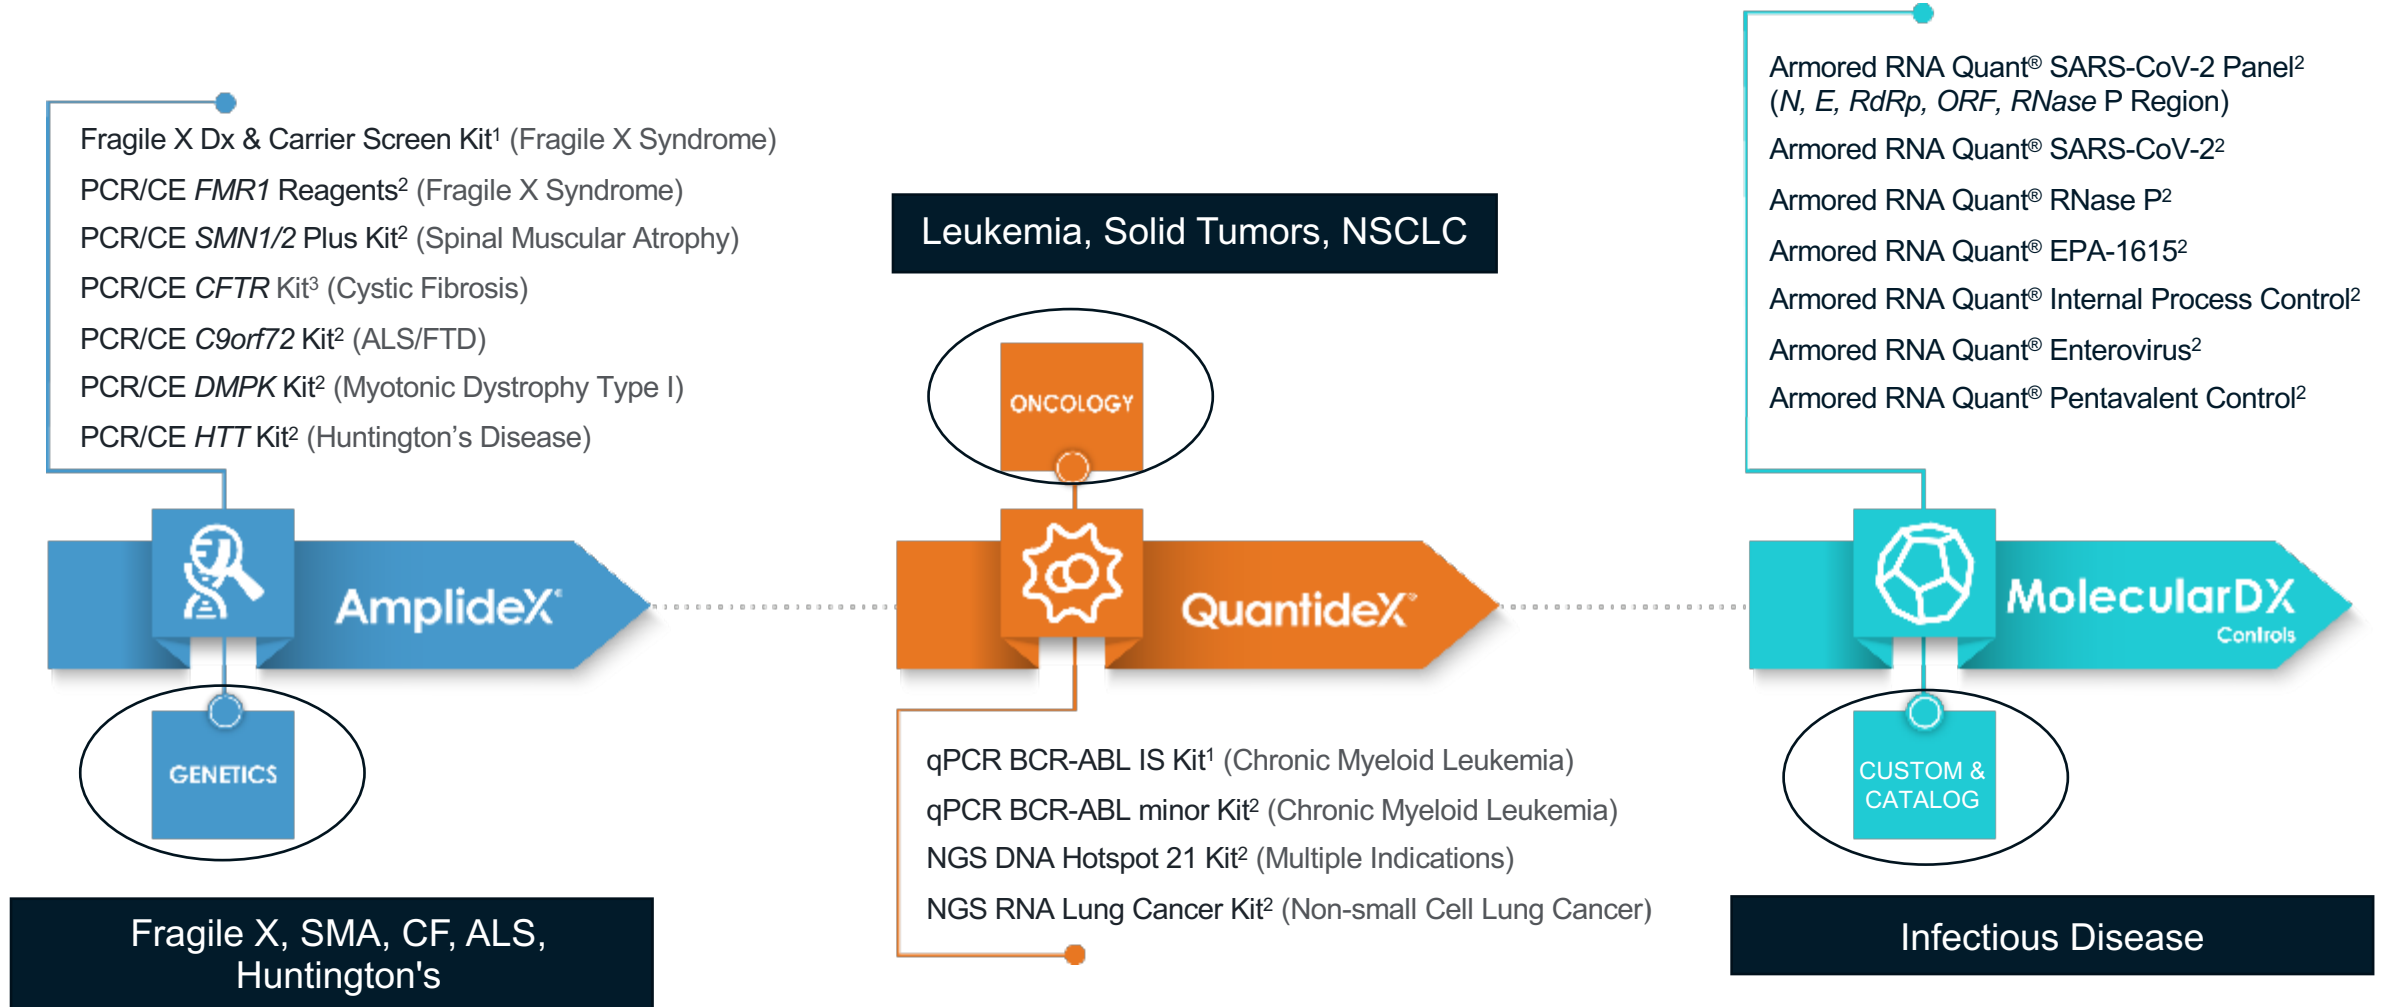 Fragile X Dx & Carrier Screen Kit¹ (Fragile X Syndrome)
PCR/CE FMR1 Reagents² (Fragile X Syndrome)
PCR/CE SMN1/2 Plus Kit² (Spinal Muscular Atrophy)
PCR/CE CFTR Kit³ (Cystic Fibrosis)
PCR/CE C9orf72 Kit² (ALS/FTD)
PCR/CE DMPK Kit² (Myotonic Dystrophy Type I)
PCR/CE HTT Kit² (Huntington’s Disease)
AmplideX®
GENETICS
Fragile X, SMA, CF, ALS,
Huntington's
Leukemia, Solid Tumors, NSCLC
ONCOLOGY
QuantideX®
qPCR BCR-ABL IS Kit¹ (Chronic Myeloid Leukemia)
qPCR BCR-ABL minor Kit² (Chronic Myeloid Leukemia)
NGS DNA Hotspot 21 Kit² (Multiple Indications)
NGS RNA Lung Cancer Kit² (Non-small Cell Lung Cancer)
Armored RNA Quant® SARS-CoV-2 Panel²
(N, E, RdRp, ORF, RNase P Region)
Armored RNA Quant® SARS-CoV-2²
Armored RNA Quant® RNase P²
Armored RNA Quant® EPA-1615²
Armored RNA Quant® Internal Process Control²
Armored RNA Quant® Enterovirus²
Armored RNA Quant® Pentavalent Control²
MolecularDX
Controls
CUSTOM &
CATALOG
Infectious Disease